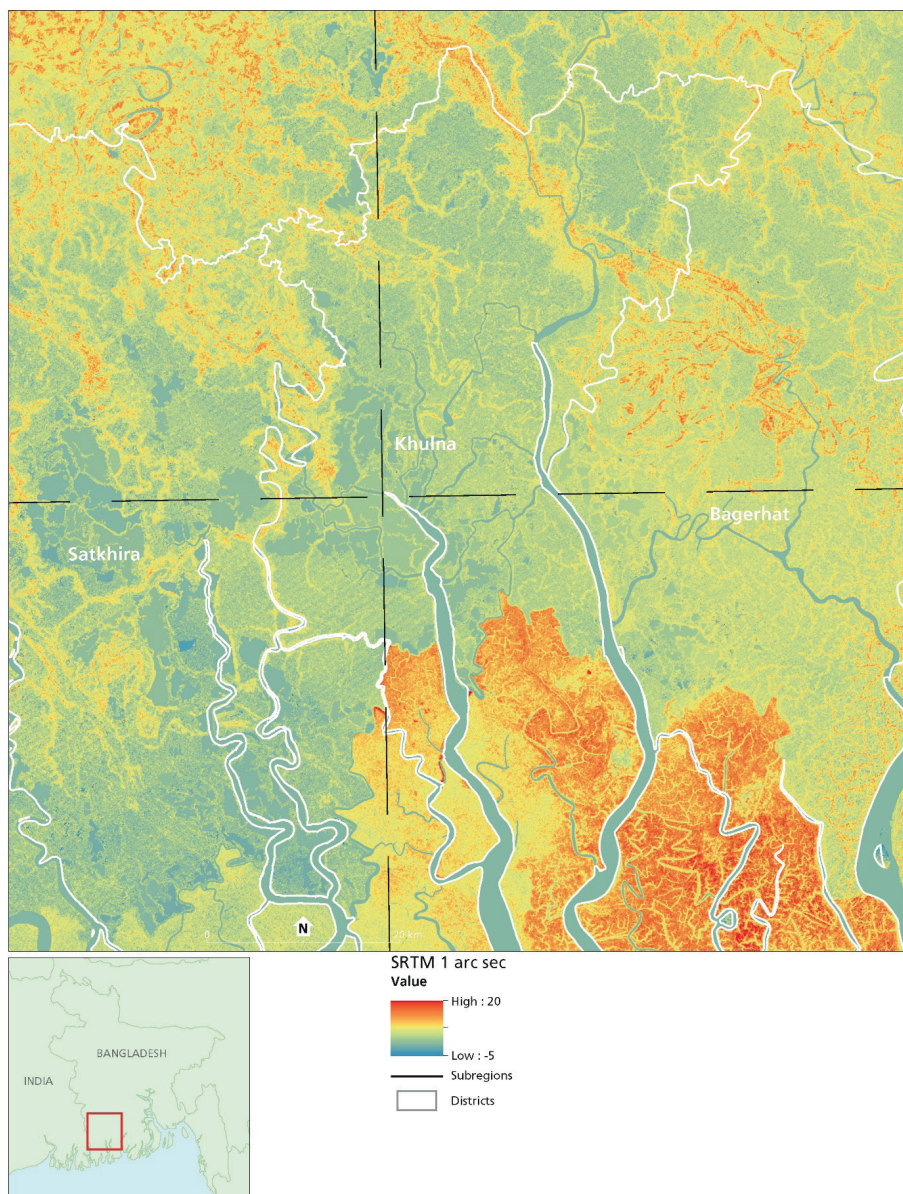 Khulna
Satkhira
Bagerhat
N
0
20 km
SRTM 1 arc sec
Value
High : 20
Low : -5
Subregions
Districts
BANGLADESH
INDIA